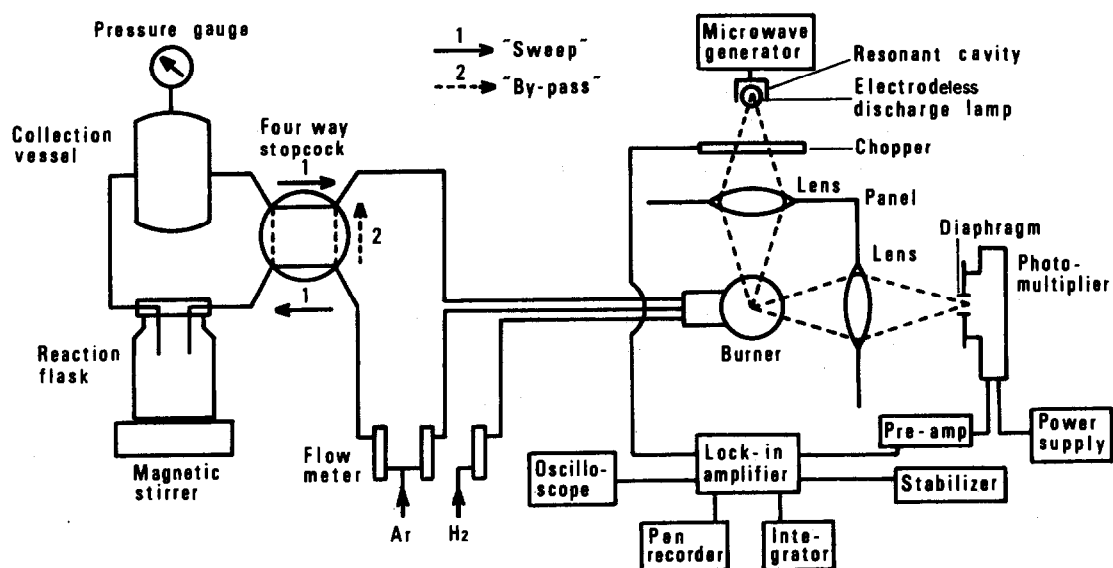 Pressure gauge
1
"Sweep"
2
"By-pass"
Microwave
generator
Resonant cavity
Electrodeless
discharge lamp
Collection
vessel
Four way
stopcock
1
2
1
Chopper
Lens
Panel
Diaphragm
Lens
Photo-
multiplier
Burner
Reaction
flask
Magnetic
stirrer
Flow
meter
Ar
H2
Pre-amp
Power
supply
Lock-in
amplifier
Oscillo-
scope
Stabilizer
Pen
recorder
Inte-
grator